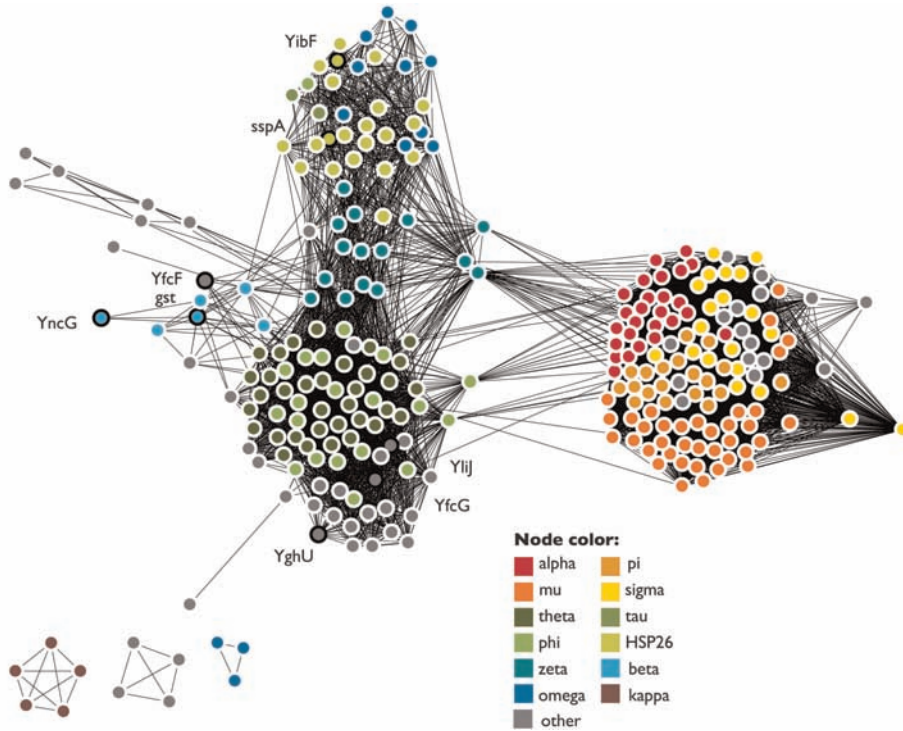 YibF
sspA
YfcF
gst
YncG
YliJ
YfcG
YghU
Node color:
alpha
pi
mu
sigma
theta
tau
phi
HSP26
zeta
beta
omega
kappa
other